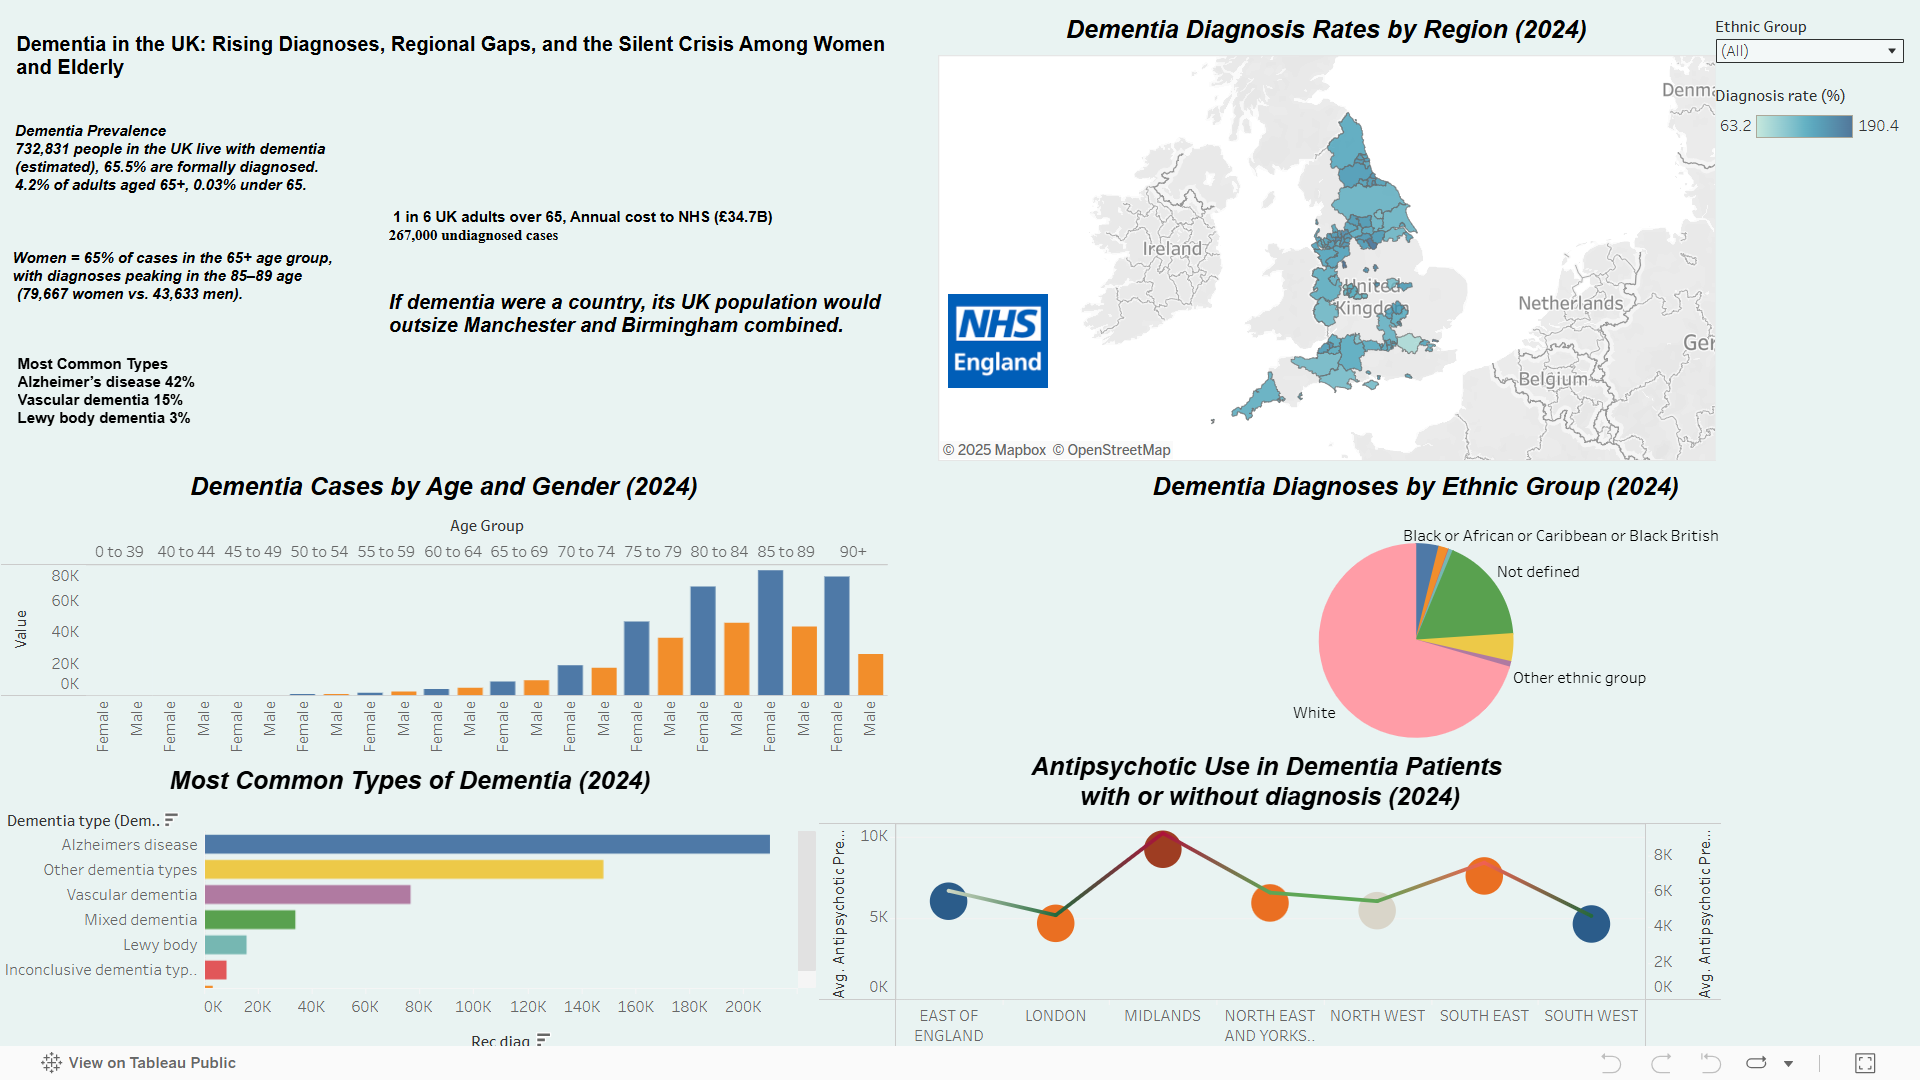 Dementia in the UK: Rising Diagnoses, Regional Gaps, and the Silent Crisis Among Women
and Elderly
Dementia Prevalence
732,831 people in the UK live with dementia
(estimated), 65.5% are formally diagnosed.
4.2% of adults aged 65+, 0.03% under 65.
1 in 6 UK adults over 65, Annual cost to NHS (£34.7B)
267,000 undiagnosed cases
Women = 65% of cases in the 65+ age group,
with diagnoses peaking in the 85–89 age
(79,667 women vs. 43,633 men).
If dementia were a country, its UK population would
outsize Manchester and Birmingham combined.
Most Common Types
Alzheimer’s disease 42%
Vascular dementia 15%
Lewy body dementia 3%
Dementia Diagnosis Rates by Region (2024)
Ethnic Group
(All)
Diagnosis rate (%)
63.2 190.4
Denma
Ireland
United
Kingdom
Netherlands
Ger
Belgium
NHS
England
© 2025 Mapbox © OpenStreetMap
Dementia Cases by Age and Gender (2024)
Age Group
0 to 39 40 to 44 45 to 49 50 to 54 55 to 59 60 to 64 65 to 69 70 to 74 75 to 79 80 to 84 85 to 89 90+
Value
80K
60K
40K
20K
0K
Female Male Female Male Female Male Female Male Female Male Female Male Female Male Female Male Female Male Female Male Female Male Female Male
Dementia Diagnoses by Ethnic Group (2024)
Black or African or Caribbean or Black British
Not defined
Other ethnic group
White
Most Common Types of Dementia (2024)
Dementia type (Dem..
Alzheimers disease
Other dementia types
Vascular dementia
Mixed dementia
Lewy body
Inconclusive dementia typ..
0K 20K 40K 60K 80K 100K 120K 140K 160K 180K 200K
Rec diag
Antipsychotic Use in Dementia Patients
with or without diagnosis (2024)
Avg. Antipsychotic Pre...
10K
5K
0K
8K
6K
4K
2K
0K
Avg. Antipsychotic Pre...
EAST OF
ENGLAND
LONDON
MIDLANDS
NORTH EAST
AND YORKS..
NORTH WEST
SOUTH EAST
SOUTH WEST
View on Tableau Public